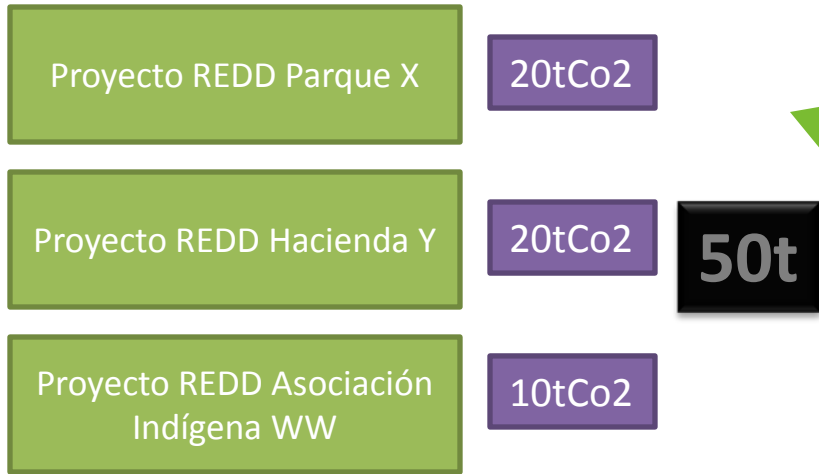 Proyecto REDD Parque X
20tCo2
Proyecto REDD Hacienda Y
20tCo2
50t
Proyecto REDD Asociación
Indígena WW
10tCo2